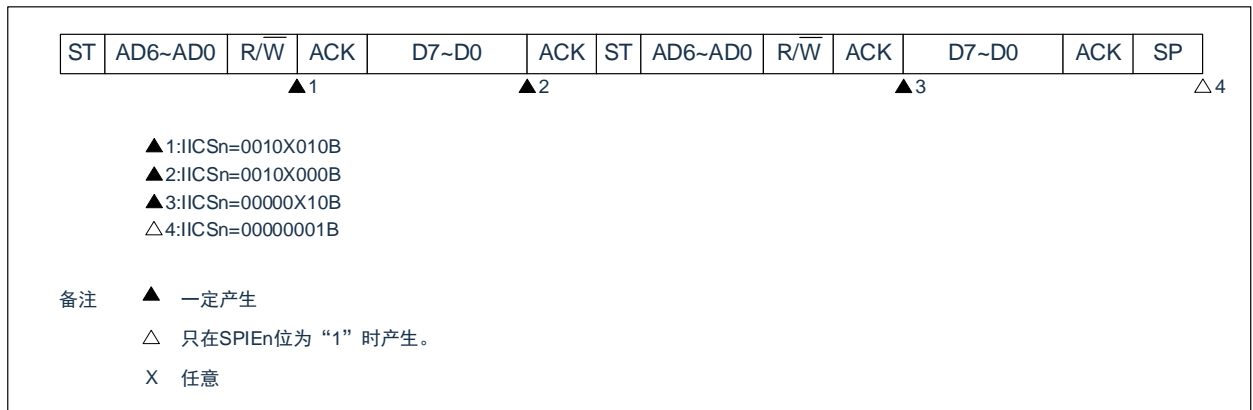 ST AD6~AD0 R/W ACK D7~D0 ACK ST AD6~AD0 R/W ACK D7~D0 ACK SP
▲1 ▲2 ▲3 △4
▲1:IICSn=0010X010B
▲2:IICSn=0010X000B
▲3:IICSn=00000X10B
△4:IICSn=00000001B
备注 ▲ 一定产生
△ 只在SPIEn位为“1”时产生。
X 任意